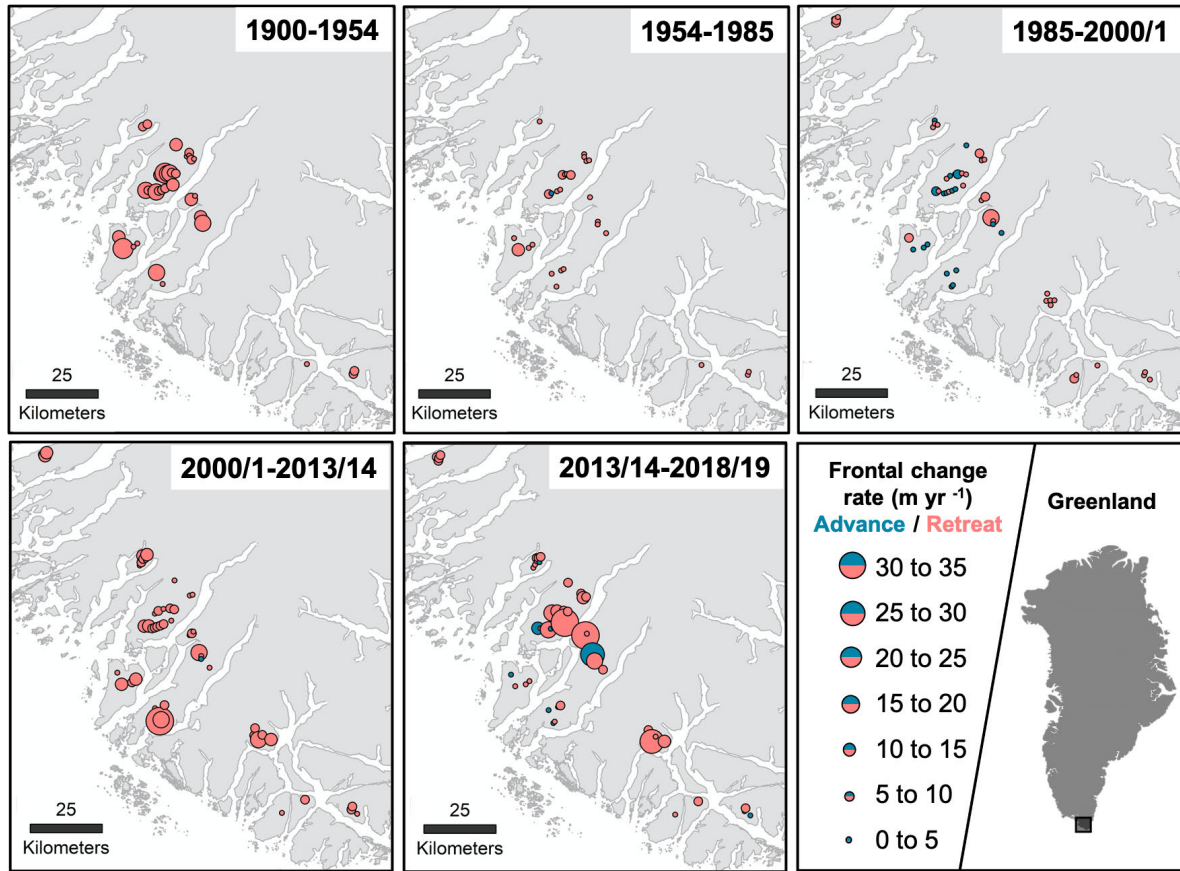 1900-1954
25
Kilometers
1954-1985
25
Kilometers
1985-2000/1
25
Kilometers
2000/1-2013/14
25
Kilometers
2013/14-2018/19
25
Kilometers
Frontal change
rate (m yr -1)
Advance / Retreat
30 to 35
25 to 30
20 to 25
15 to 20
10 to 15
5 to 10
0 to 5
Greenland